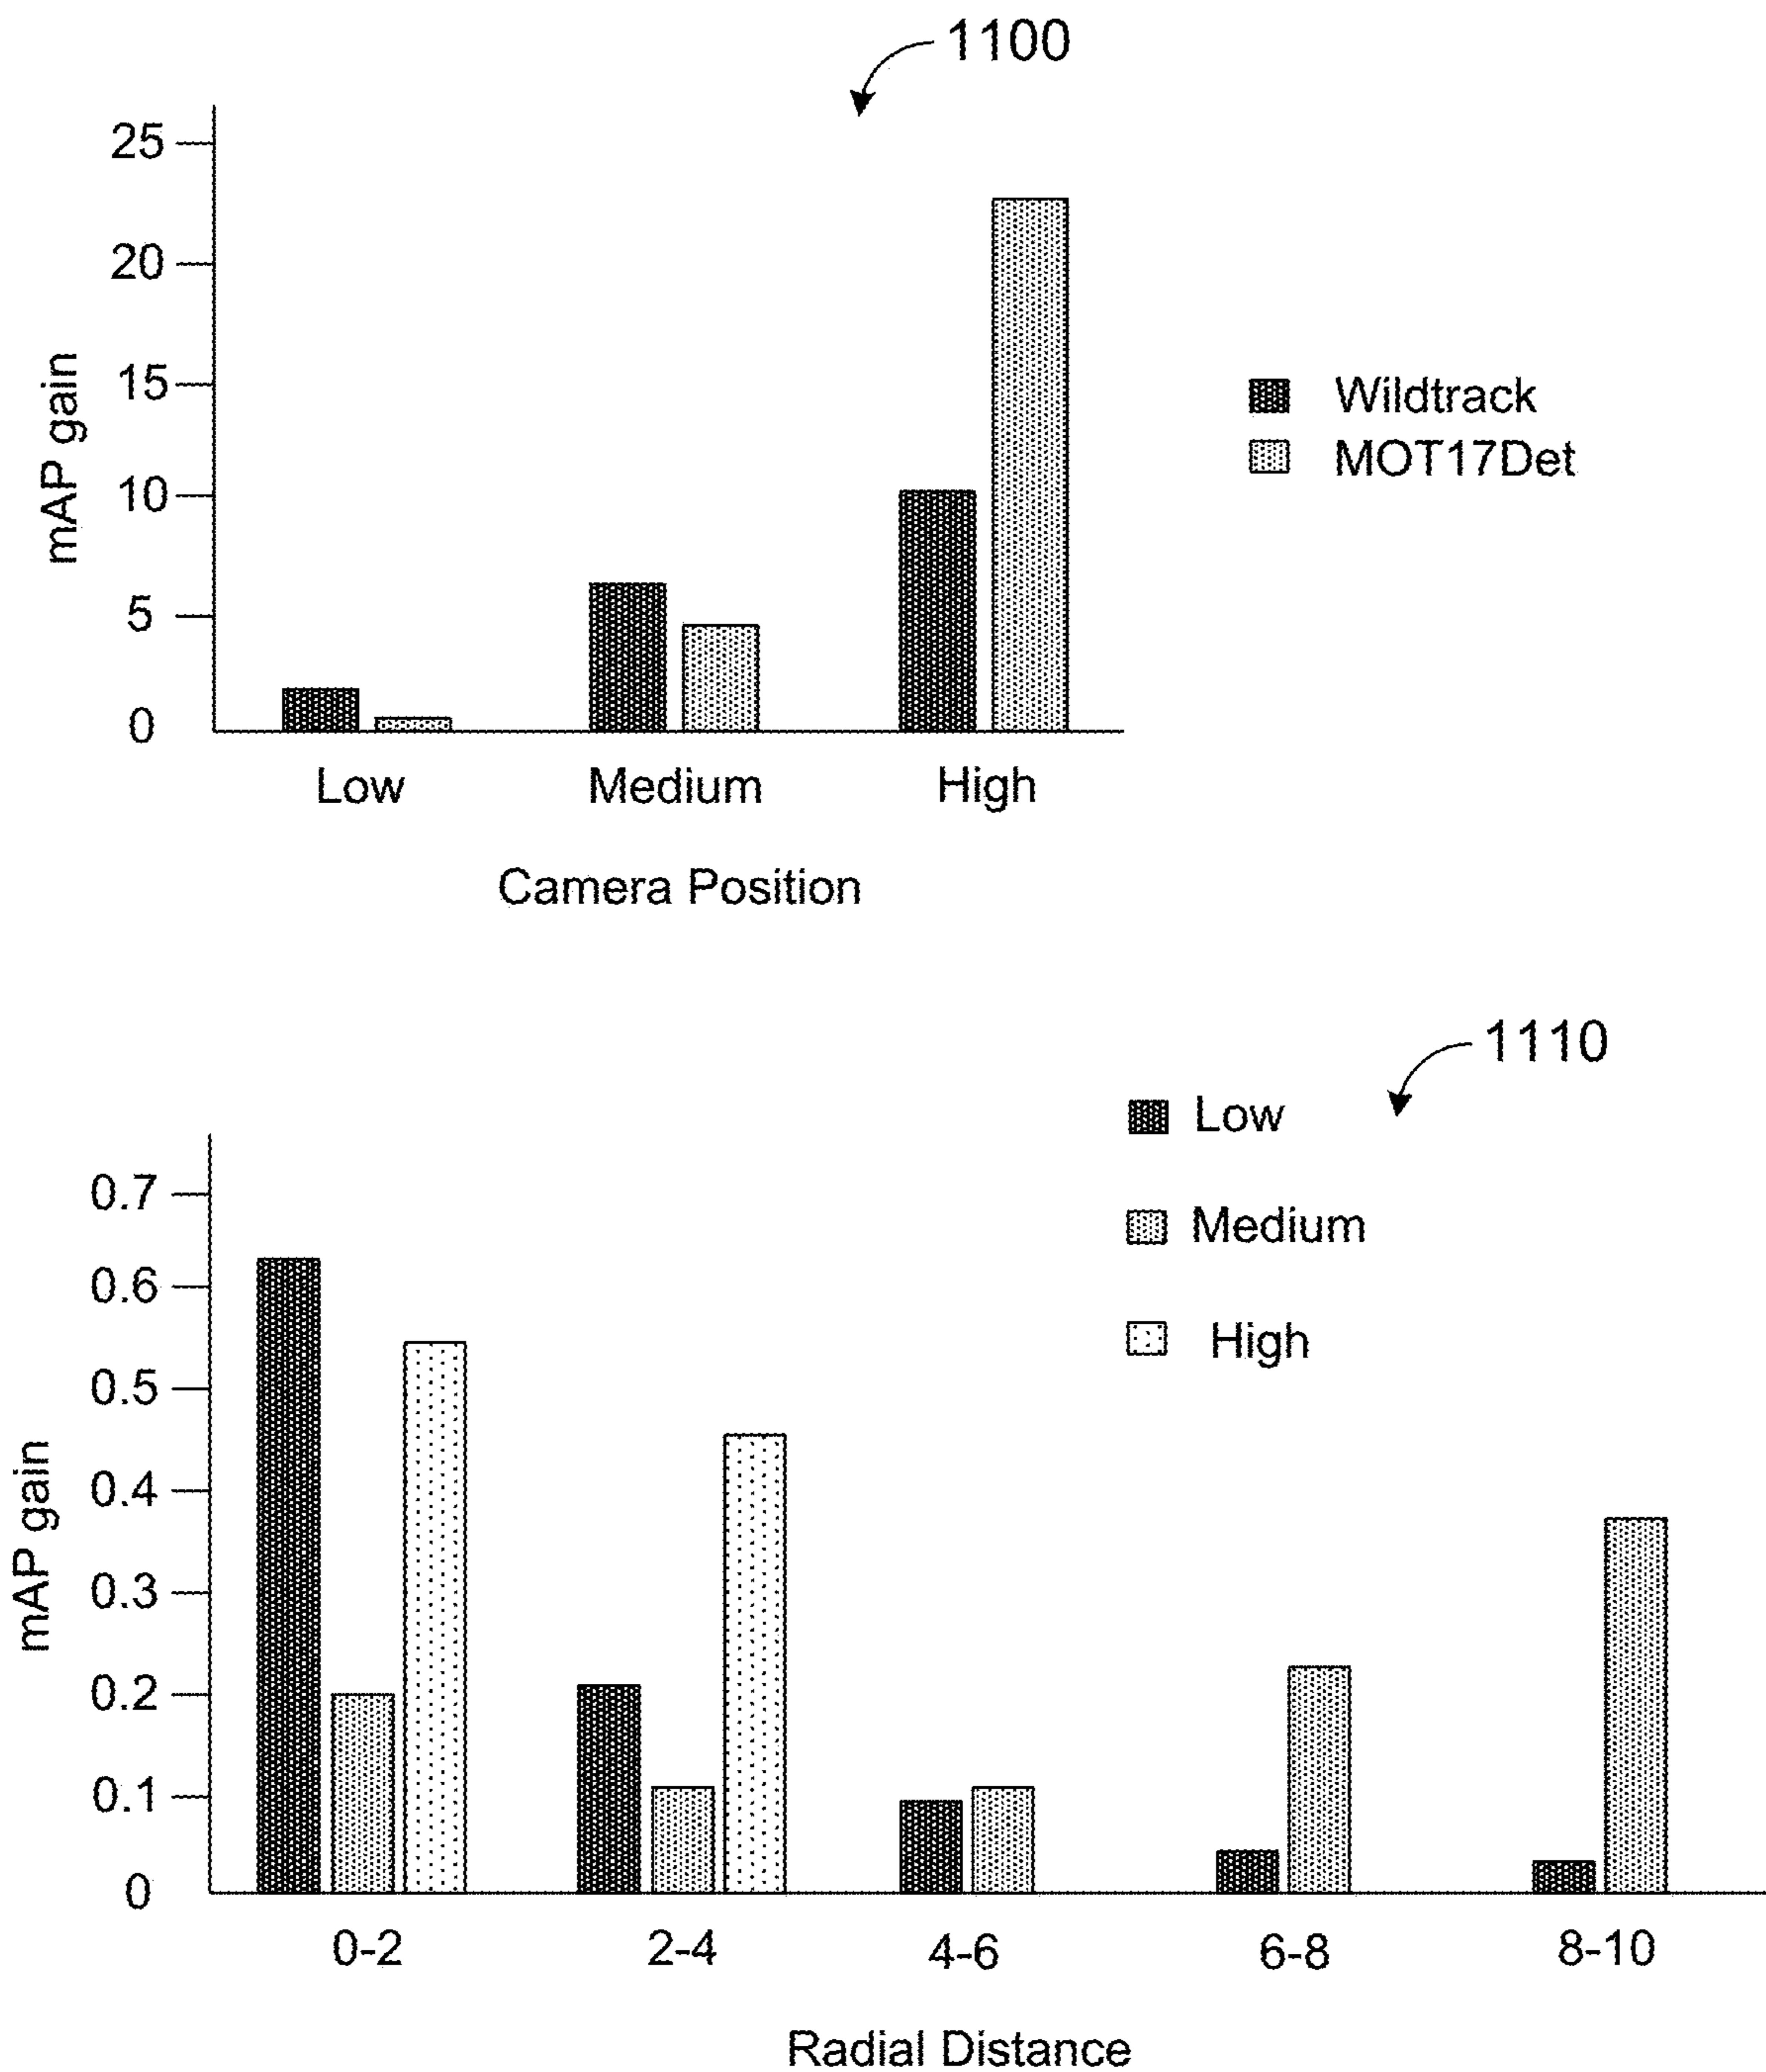 1100
25
20
15
10
5
0
mAP gain
Wildtrack
MOT17Det
Low Medium High
Camera Position
1110
Low
Medium
High
0.7
0.6
0.5
0.4
0.3
0.2
0.1
0
mAP gain
0-2 2-4 4-6 6-8 8-10
Radial Distance